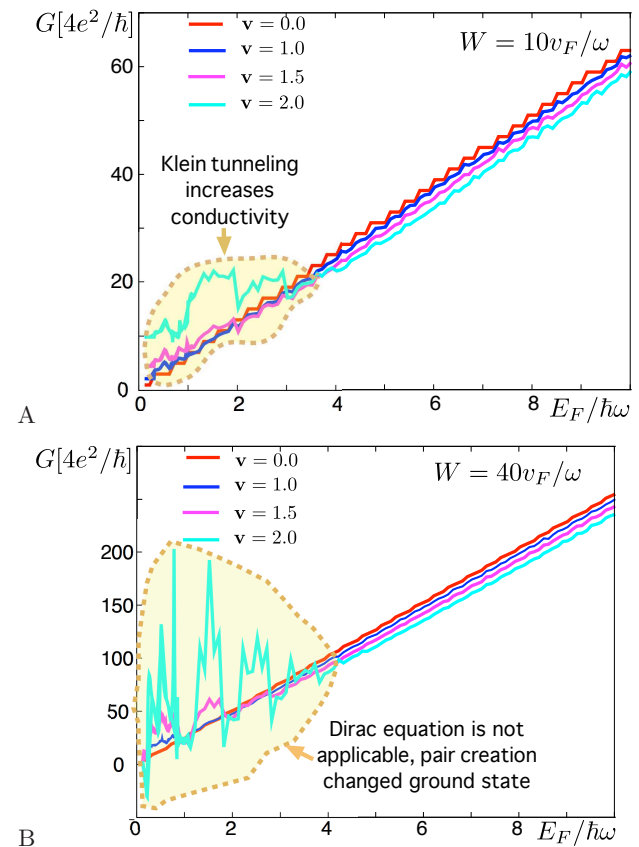 G[4e²/ℏ]
v = 0.0
v = 1.0
v = 1.5
v = 2.0
W = 10v_F/ω
60
40
20
0
Klein tunneling
increases
conductivity
0 2 4 6 8 10
E_F/ℏω
A
G[4e²/ℏ]
v = 0.0
v = 1.0
v = 1.5
v = 2.0
W = 40v_F/ω
200
150
100
50
0
Dirac equation is not
applicable, pair creation
changed ground state
0 2 4 6 8 10
E_F/ℏω
B